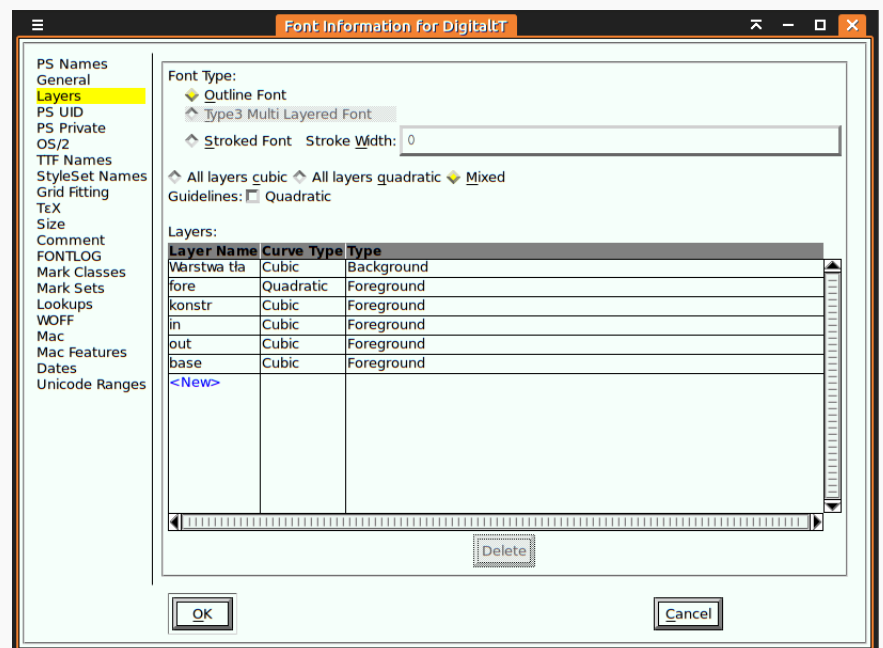 Font Information for DigitaltT
PS Names
General
Layers
PS UID
PS Private
OS/2
TTF Names
StyleSet Names
Grid Fitting
TεX
Size
Comment
FONTLOG
Mark Classes
Mark Sets
Lookups
WOFF
Mac
Mac Features
Dates
Unicode Ranges
Font Type:
Outline Font
Type3 Multi Layered Font
Stroked Font Stroke Width: 0
All layers cubic All layers quadratic Mixed
Guidelines: Quadratic
Layers:
Layer Name Curve Type Type
Warstwa tła Cubic Background
fore Quadratic Foreground
konstr Cubic Foreground
in Cubic Foreground
out Cubic Foreground
base Cubic Foreground
<New>
Delete
OK Cancel